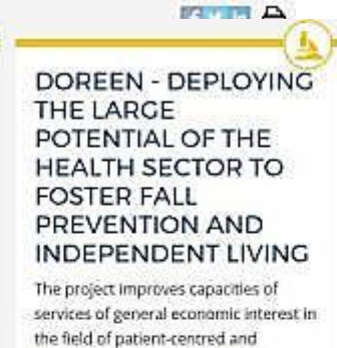 DOREEN - DEPLOYING
THE LARGE
POTENTIAL OF THE
HEALTH SECTOR TO
FOSTER FALL
PREVENTION AND
INDEPENDENT LIVING
The project improves capacities of
services of general economic interest in
the field of patient-centred and